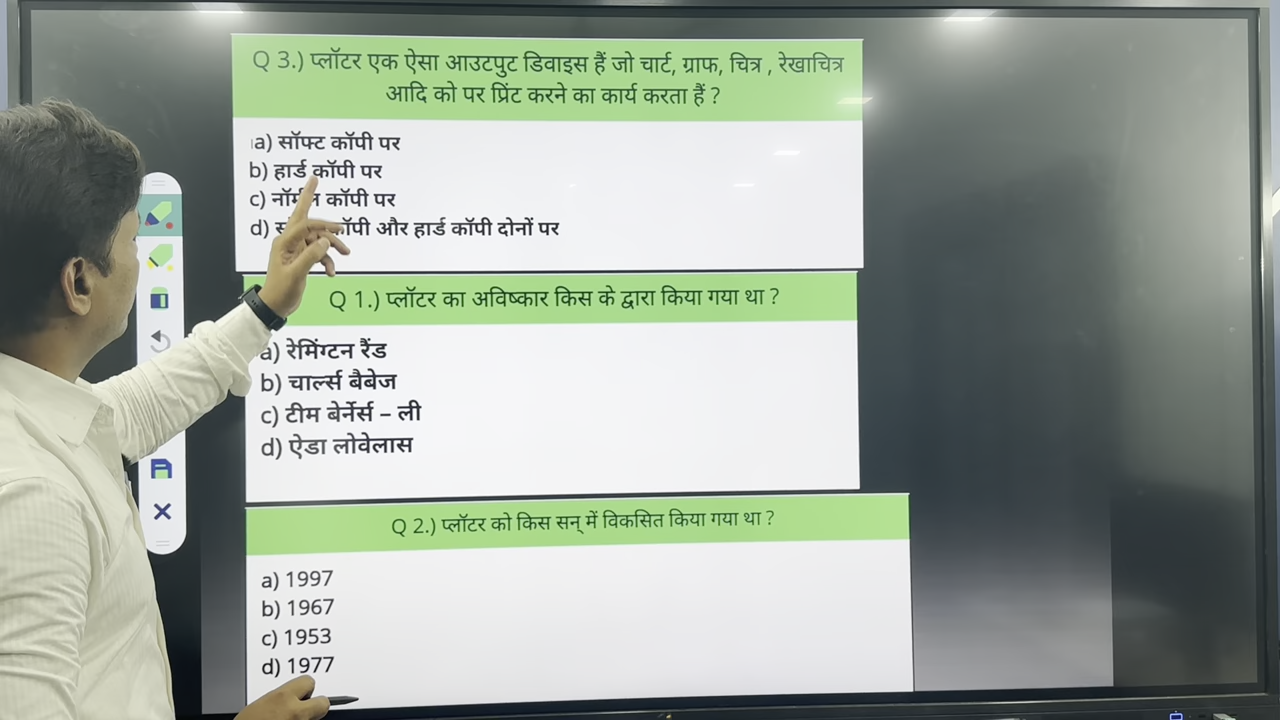 Q 3.) प्लॉटर एक ऐसा आउटपुट डिवाइस हैं जो चार्ट, ग्राफ, चित्र , रेखाचित्र
आदि को पर प्रिंट करने का कार्य करता हैं ?
a) सॉफ्ट कॉपी पर
b) हार्ड कॉपी पर
c) कॉपी पर
d) और हार्ड कॉपी दोनों पर
Q 1.) प्लॉटर का अविष्कार किस के द्वारा किया गया था ?
a) रेमिंग्टन रैंड
b) चार्ल्स बैबेज
c) टीम बेर्नेर्स – ली
d) ऐडा लोवेलास
Q 2.) प्लॉटर को किस सन् में विकसित किया गया था ?
a) 1997
b) 1967
c) 1953
d) 1977